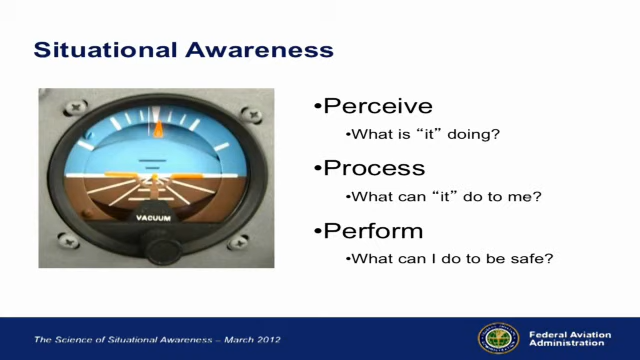 Situational Awareness
•Perceive
•What is “it” doing?
•Process
•What can “it” do to me?
•Perform
•What can I do to be safe?
VACUUM
The Science of Situational Awareness – March 2012
Federal Aviation
Administration